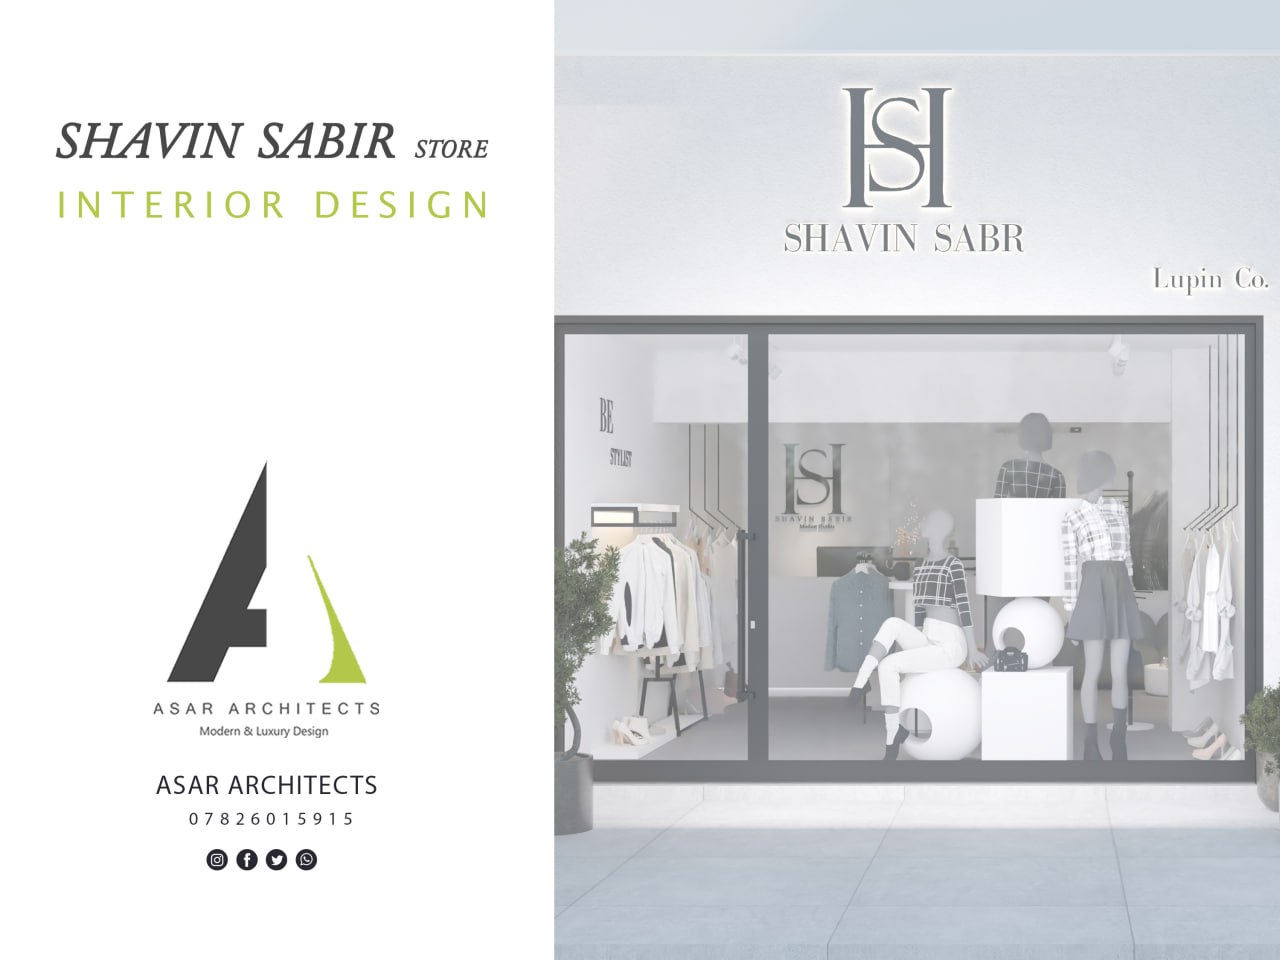 SHAVIN SABIR STORE
INTERIOR DESIGN
ASAR ARCHITECTS
Modern & Luxury Design
ASAR ARCHITECTS
07826015915
SHAVIN SABR
Lupin Co.
BE
STYLIST
SHAVIN SABIR